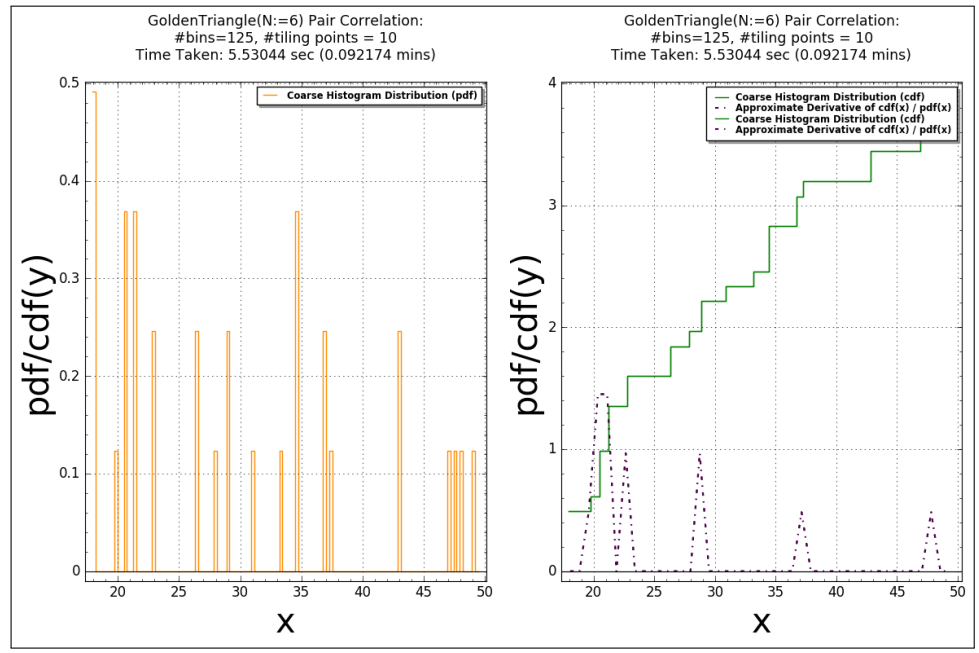 GoldenTriangle(N:=6) Pair Correlation:
#bins=125, #tiling points = 10
Time Taken: 5.53044 sec (0.092174 mins)
0.5
0.4
0.3
0.2
0.1
0
pdf/cdf(y)
Coarse Histogram Distribution (pdf)
20 25 30 35 40 45 50
x
GoldenTriangle(N:=6) Pair Correlation:
#bins=125, #tiling points = 10
Time Taken: 5.53044 sec (0.092174 mins)
4
3
2
1
0
pdf/cdf(y)
Coarse Histogram Distribution (cdf)
Approximate Derivative of cdf(x) / pdf(x)
Coarse Histogram Distribution (cdf)
Approximate Derivative of cdf(x) / pdf(x)
20 25 30 35 40 45 50
x